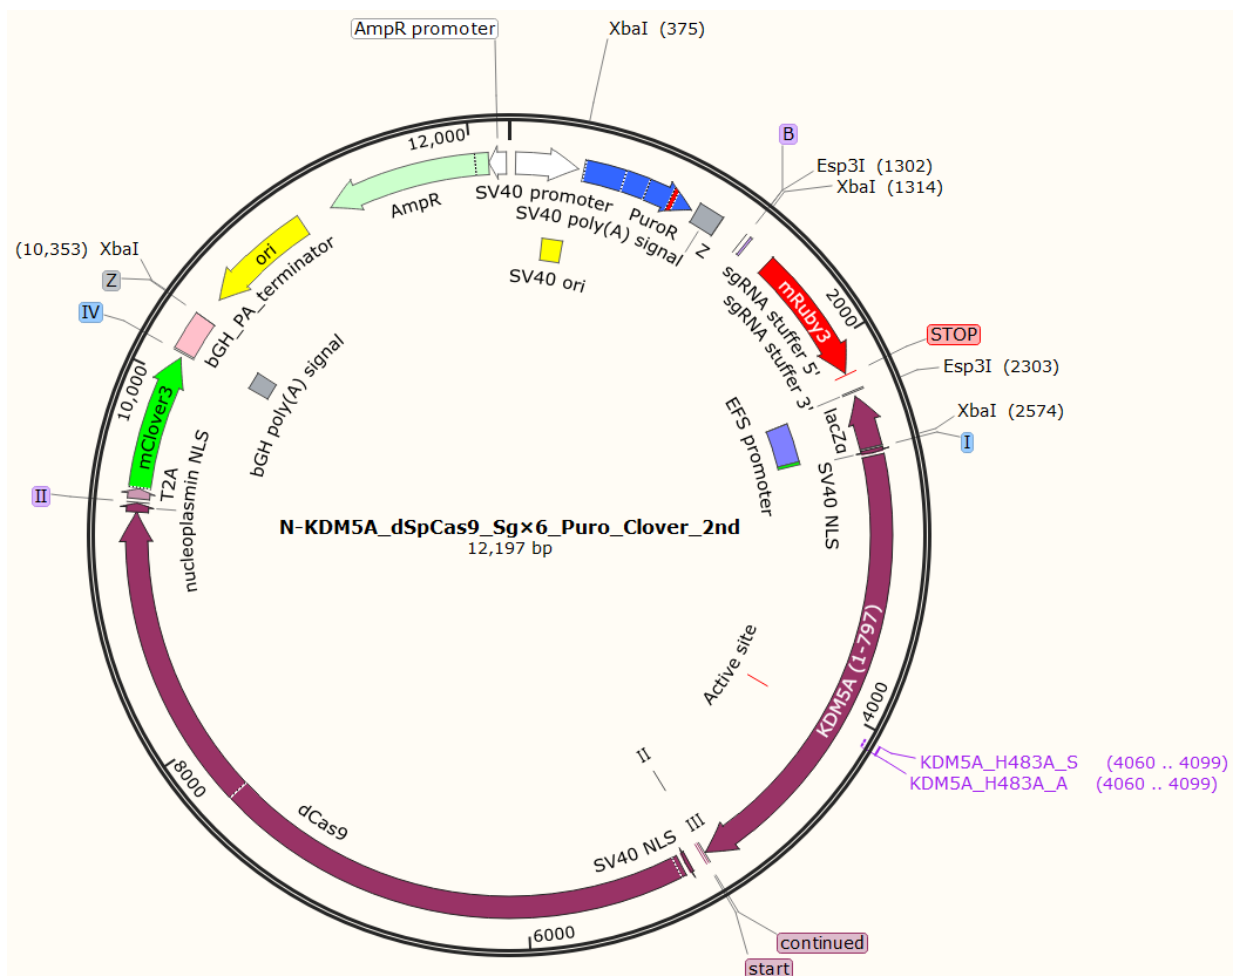 AmpR promoter
XbaI (375)
B
Esp3I (1302)
XbaI (1314)
12,000
AmpR
SV40 promoter
SV40 poly(A) signal
PuroR
Z
SV40 ori
sgRNA stuffer 5'
sgRNA stuffer 3'
mRuby3
2000
STOP
Esp3I (2303)
XbaI (2574)
I
lacZα
EFS promoter
SV40 NLS
(10,353) XbaI
Z
IV
ori
bGH_PA_terminator
bGH poly(A) signal
10,000
mClover3
T2A
nucleoplasmin NLS
II
N-KDM5A_dSpCas9_Sg×6_Puro_Clover_2nd
12,197 bp
Active site
KDM5A (1-797)
4000
KDM5A_H483A_S (4060 .. 4099)
KDM5A_H483A_A (4060 .. 4099)
II
III
SV40 NLS
8000
dCas9
6000
continued
start